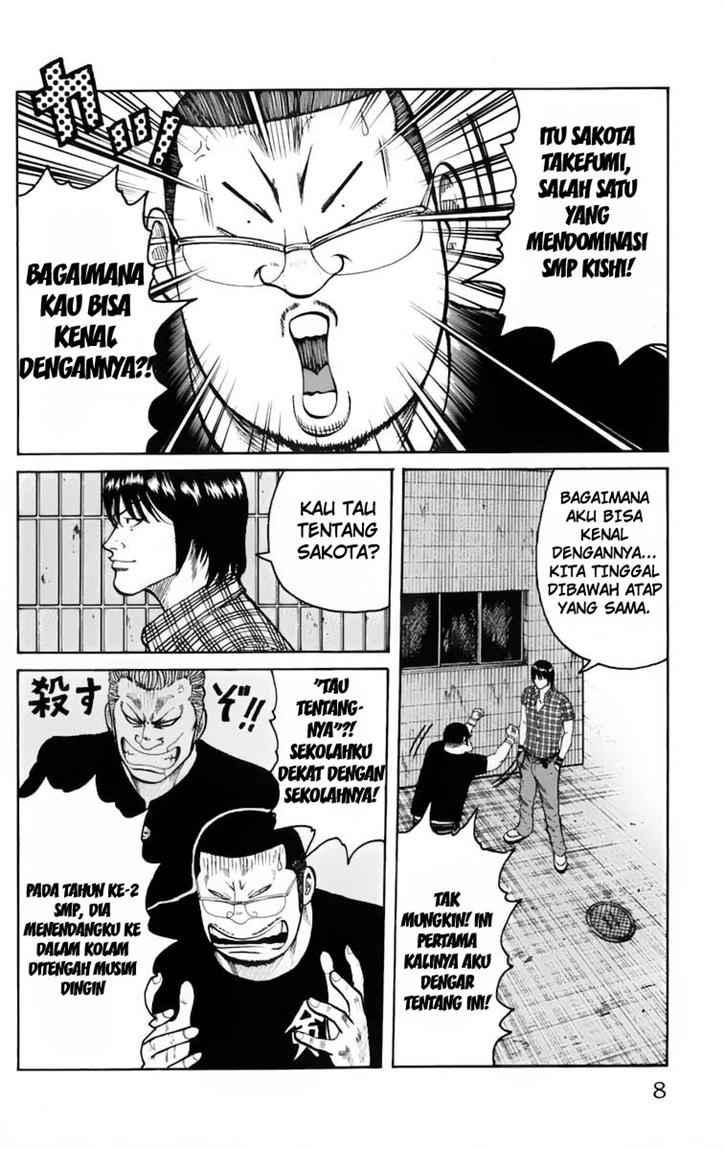 ガーン!!
ITU SAKOTA
TAKEFUMI,
SALAH SATU
YANG
MENDOMINASI
SMP KISHI!
BAGAIMANA
KAU BISA
KENAL
DENGANNYA?!
BAGAIMANA
AKU BISA
KENAL
DENGANNYA...
KITA TINGGAL
DIBAWAH ATAP
YANG SAMA.
TAK
MUNGKIN! INI
PERTAMA
KALINYA AKU
DENGAR
TENTANG INI!
KAU TAU
TENTANG
SAKOTA?
"TAU
TENTANG-
NYA"?!
SEKOLAHKU
DEKAT DENGAN
SEKOLAHNYA!
殺すぞ!!
PADA TAHUN KE-2
SMP, DIA
MENENDANGKU KE
DALAM KOLAM
DITENGAH MUSIM
DINGIN
8